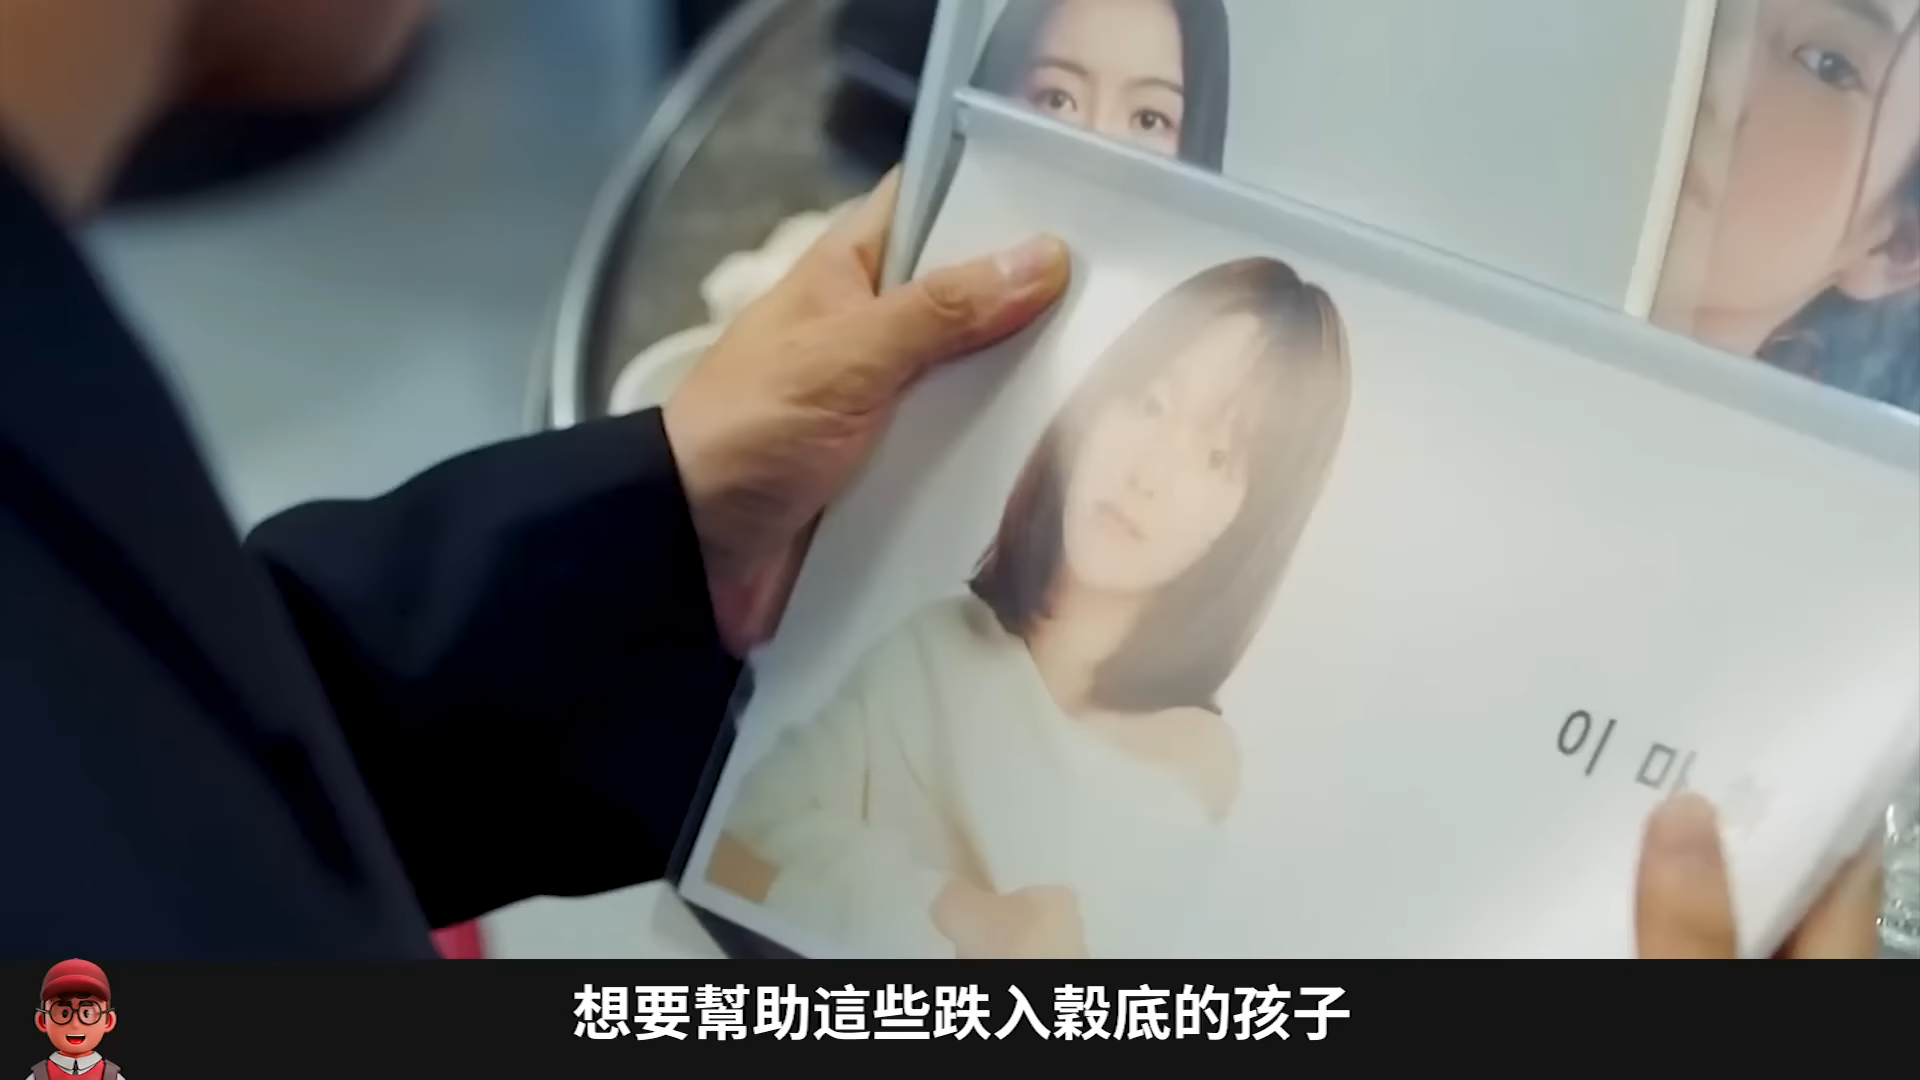 이 마
想要幫助這些跌入穀底的孩子